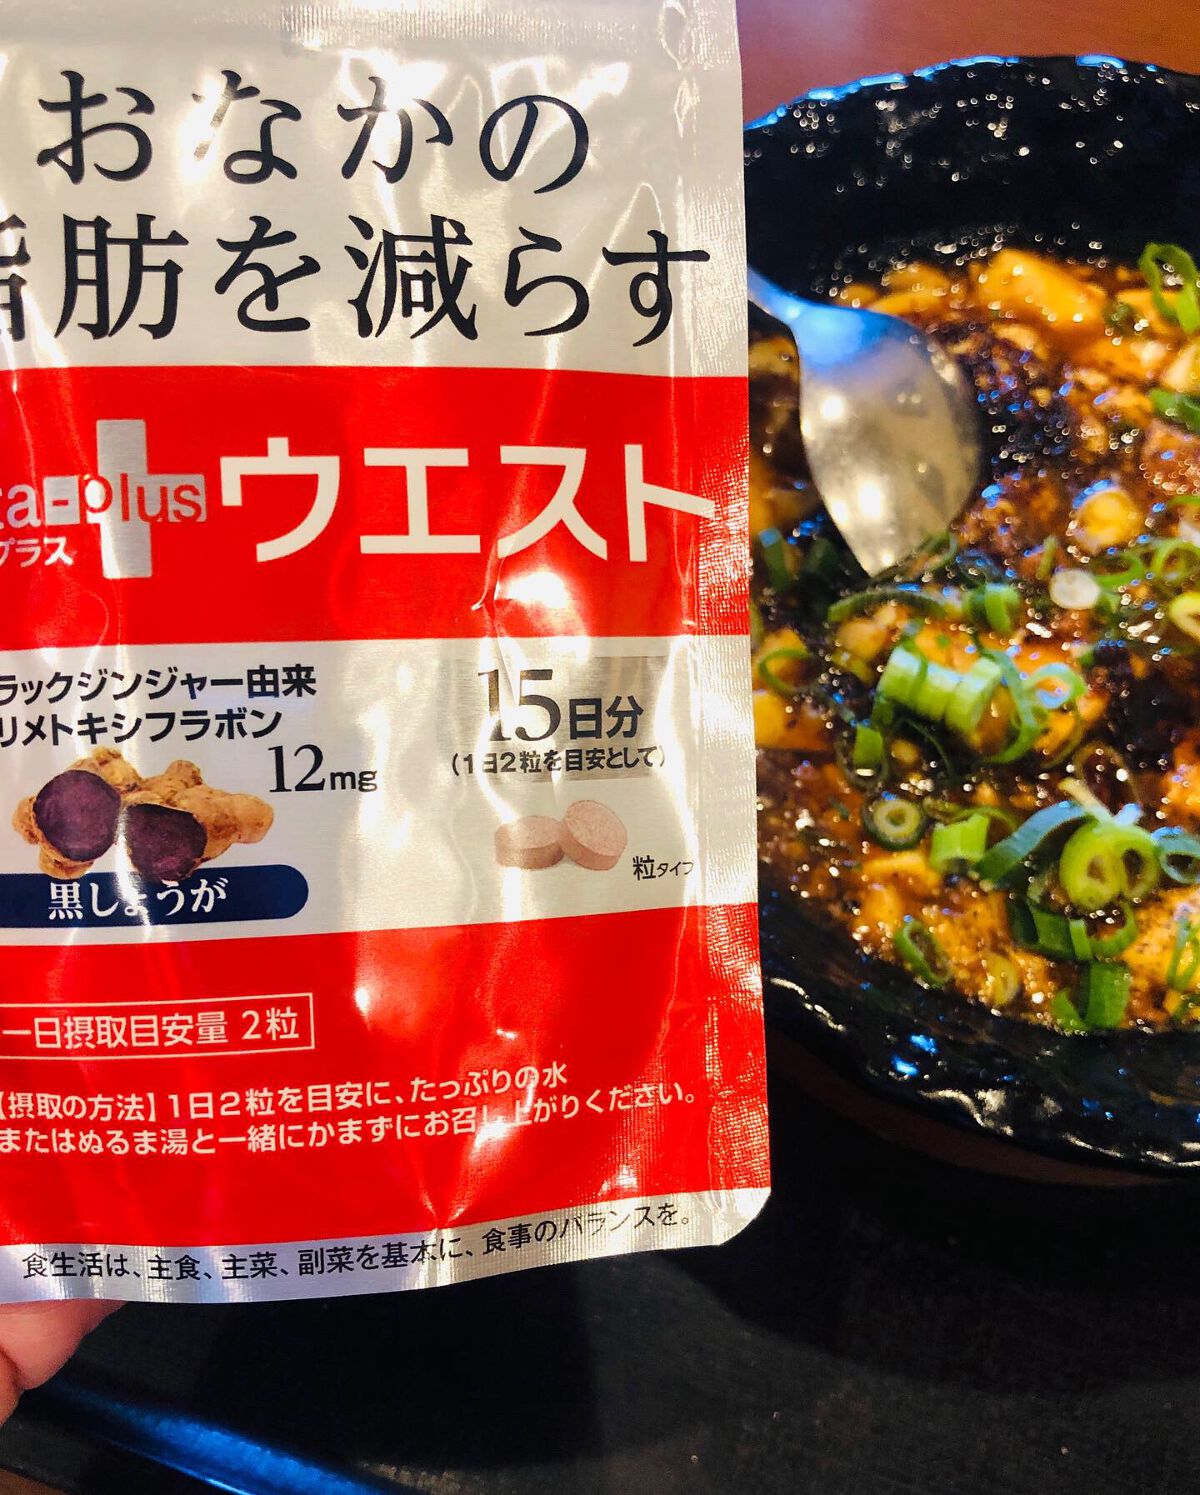 おなかの
脂肪を減らす
ta-plus ウエスト
プラス
ラックジンジャー由来
リメトキシフラボン
12mg
黒しょうが
15日分
(1日2粒を目安として)
粒タイプ
一日摂取目安量 2粒
【摂取の方法】1日2粒を目安に、たっぷりの水
またはぬるま湯と一緒にかまずにお召し上がりください。
食生活は、主食、主菜、副菜を基本に、食事のバランスを。